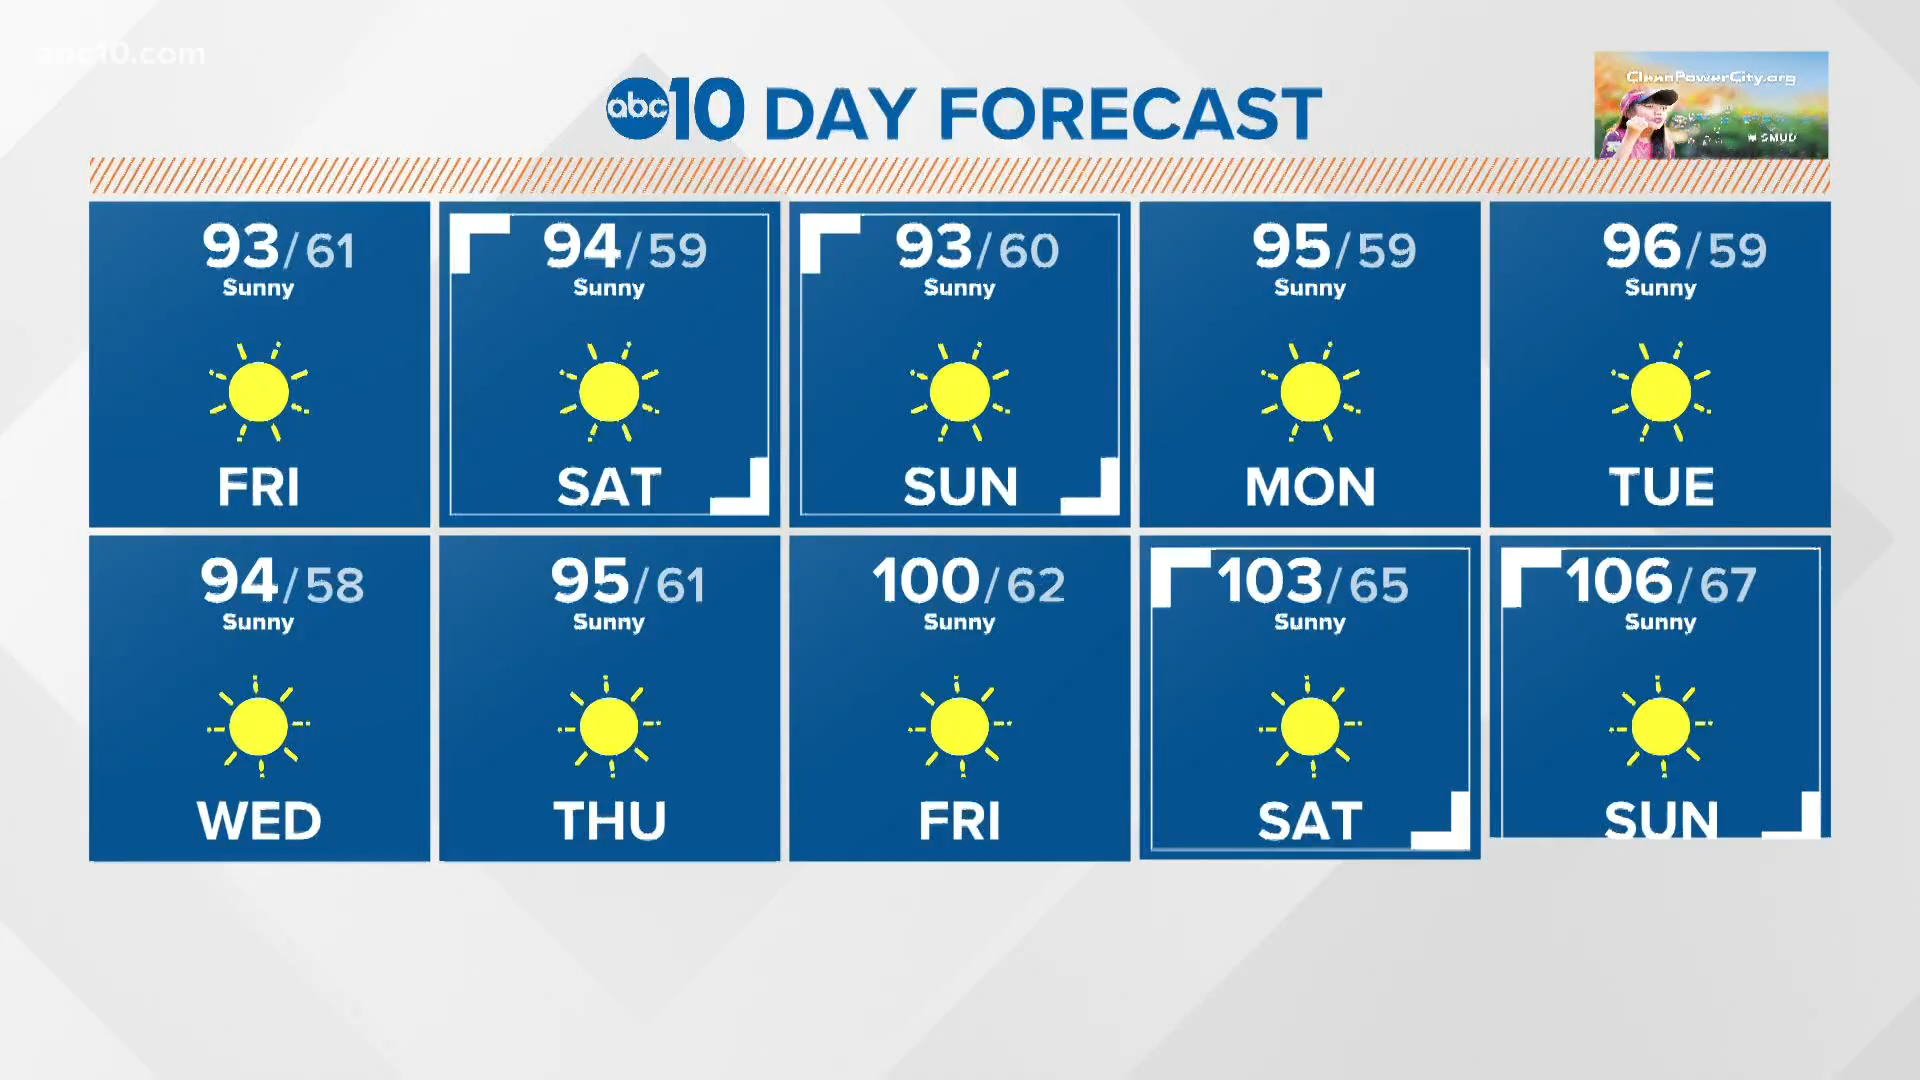 abc10.com
abc10 DAY FORECAST
CleanPowerCity.org
SMUD
93/61
Sunny
FRI
94/59
Sunny
SAT
93/60
Sunny
SUN
95/59
Sunny
MON
96/59
Sunny
TUE
94/58
Sunny
WED
95/61
Sunny
THU
100/62
Sunny
FRI
103/65
Sunny
SAT
106/67
Sunny
SUN